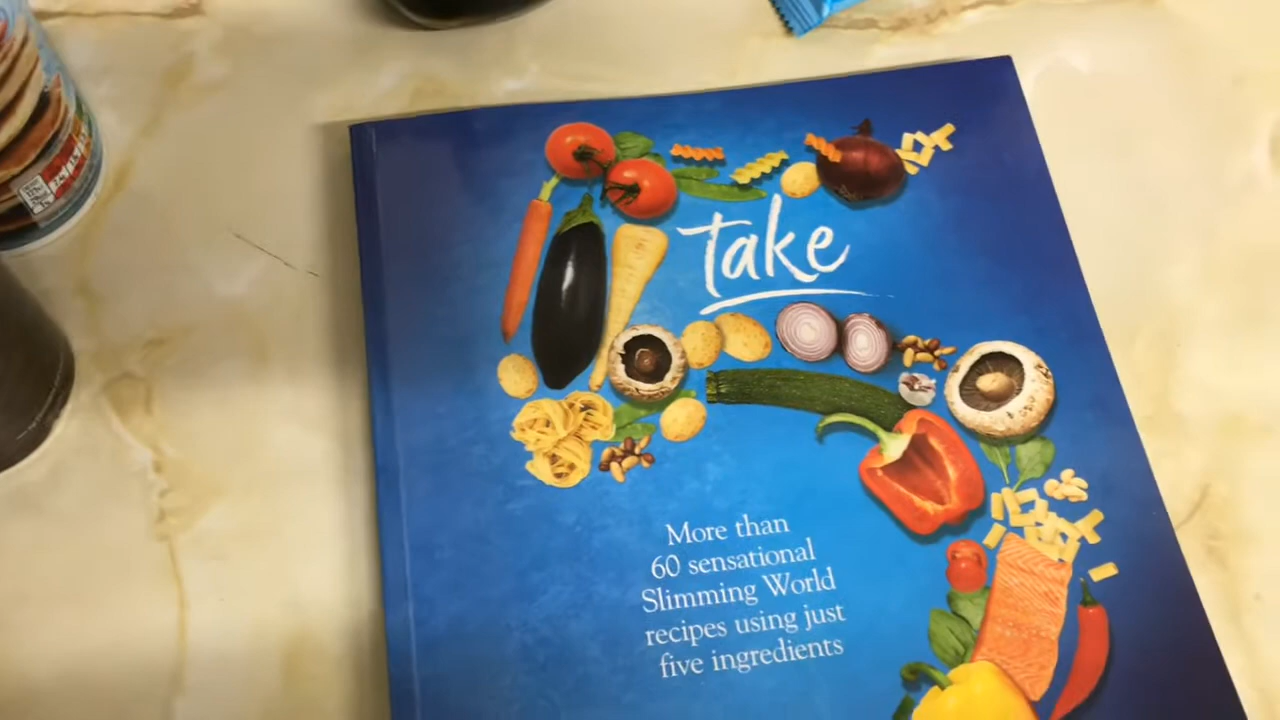 take
More than
60 sensational
Slimming World
recipes using just
five ingredients